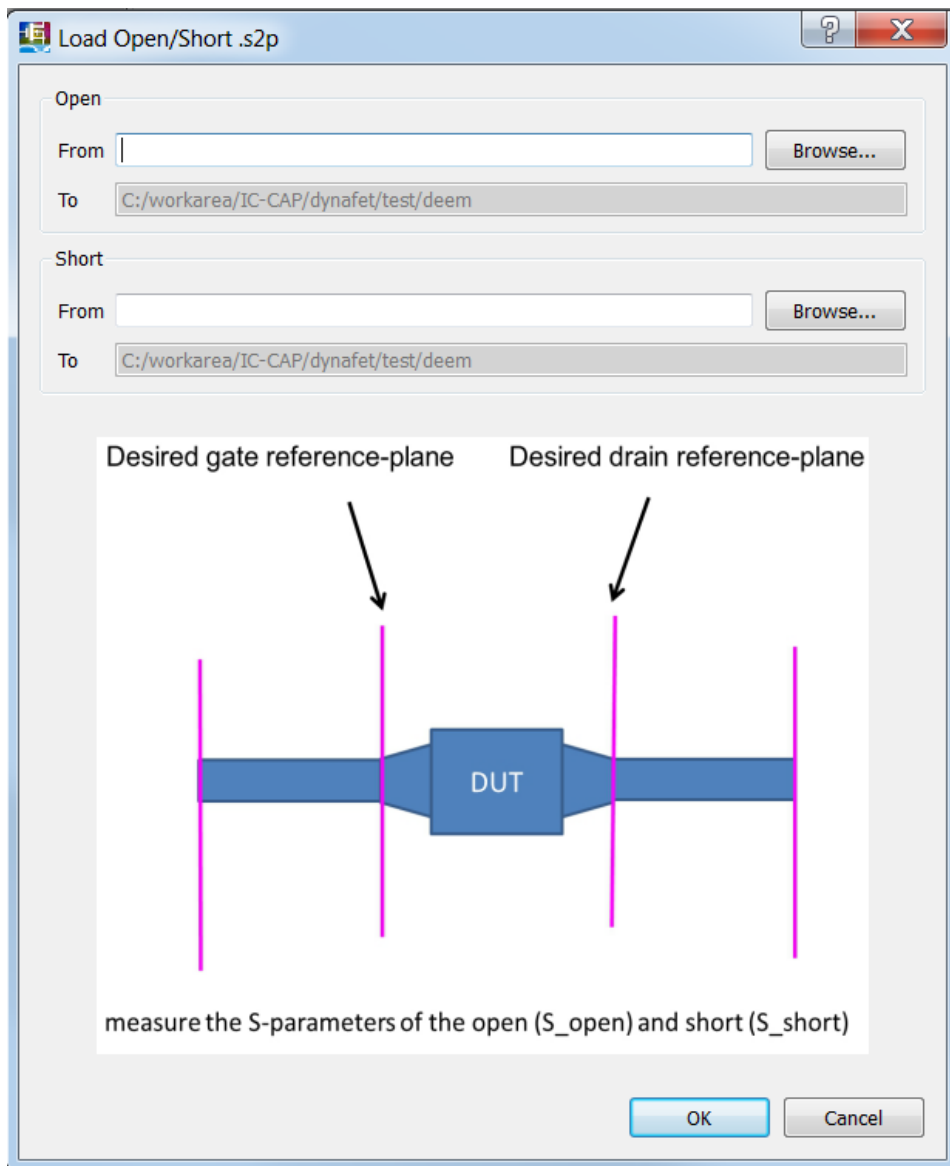 Load Open/Short .s2p
?
X
Open
From
Browse...
To C:/workarea/IC-CAP/dynafet/test/deem
Short
From
Browse...
To C:/workarea/IC-CAP/dynafet/test/deem
Desired gate reference-plane Desired drain reference-plane
DUT
measure the S-parameters of the open (S_open) and short (S_short)
OK Cancel